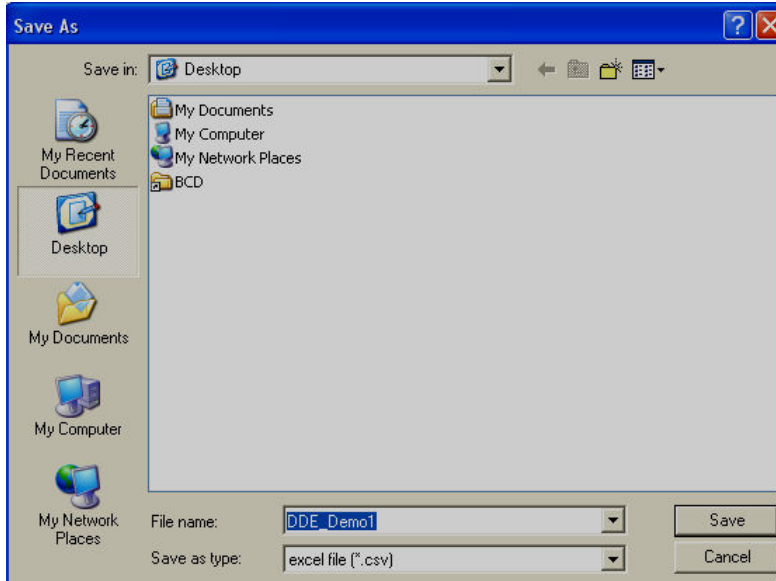 Save As
Save in: Desktop
My Recent
Documents
Desktop
My Documents
My Computer
My Network
Places
My Documents
My Computer
My Network Places
BCD
File name: DDE_Demo1
Save as type: excel file (*.csv)
Save
Cancel